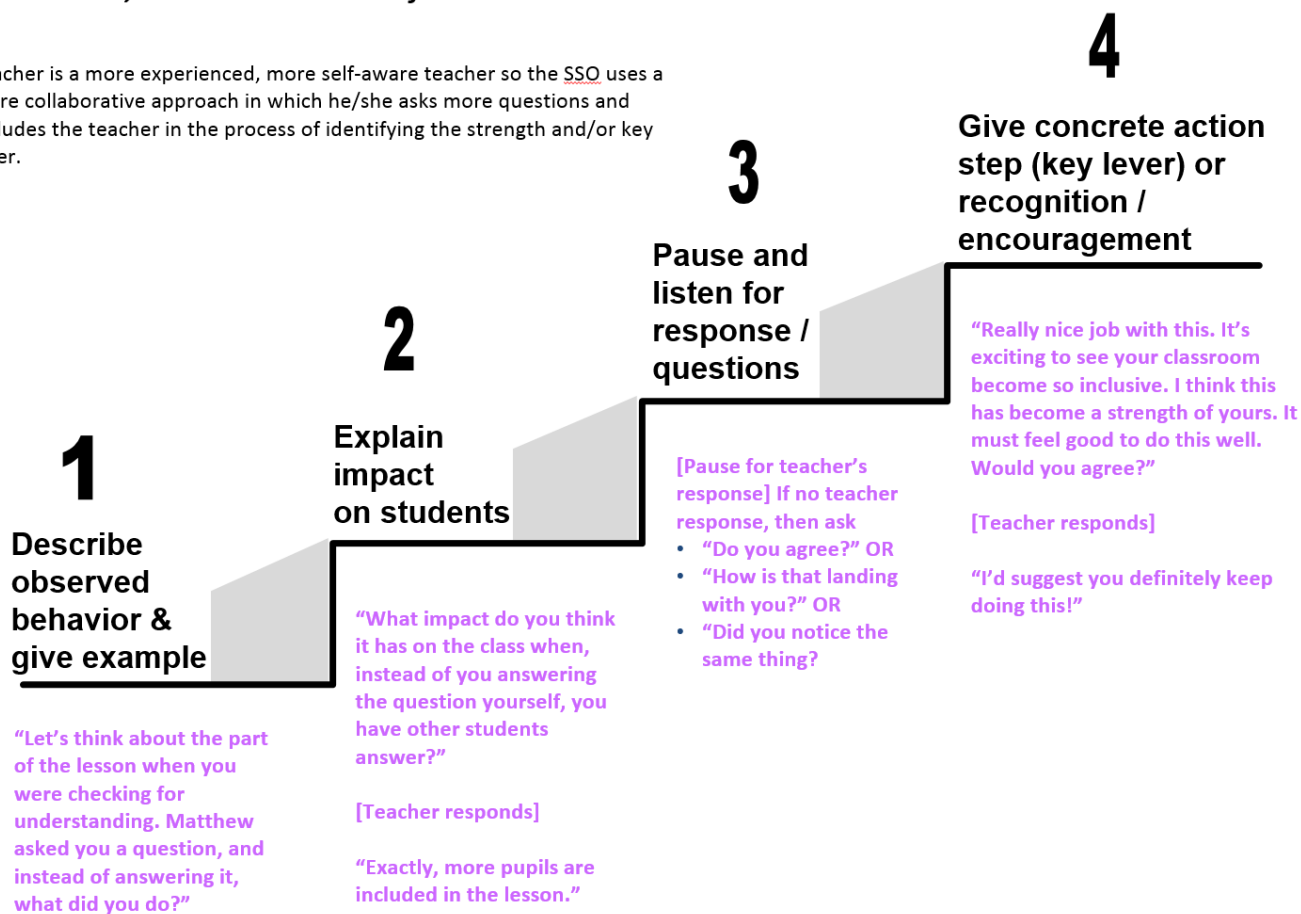 acher is a more experienced, more self-aware teacher so the SSO uses a
re collaborative approach in which he/she asks more questions and
ludes the teacher in the process of identifying the strength and/or key
er.
1
Describe
observed
behavior &
give example
“Let’s think about the part
of the lesson when you
were checking for
understanding. Matthew
asked you a question, and
instead of answering it,
what did you do?”
2
Explain
impact
on students
“What impact do you think
it has on the class when,
instead of you answering
the question yourself, you
have other students
answer?”
[Teacher responds]
“Exactly, more pupils are
included in the lesson.”
3
Pause and
listen for
response /
questions
[Pause for teacher’s
response] If no teacher
response, then ask
• “Do you agree?” OR
• “How is that landing
with you?” OR
• “Did you notice the
same thing?
4
Give concrete action
step (key lever) or
recognition /
encouragement
“Really nice job with this. It’s
exciting to see your classroom
become so inclusive. I think this
has become a strength of yours. It
must feel good to do this well.
Would you agree?”
[Teacher responds]
“I’d suggest you definitely keep
doing this!”